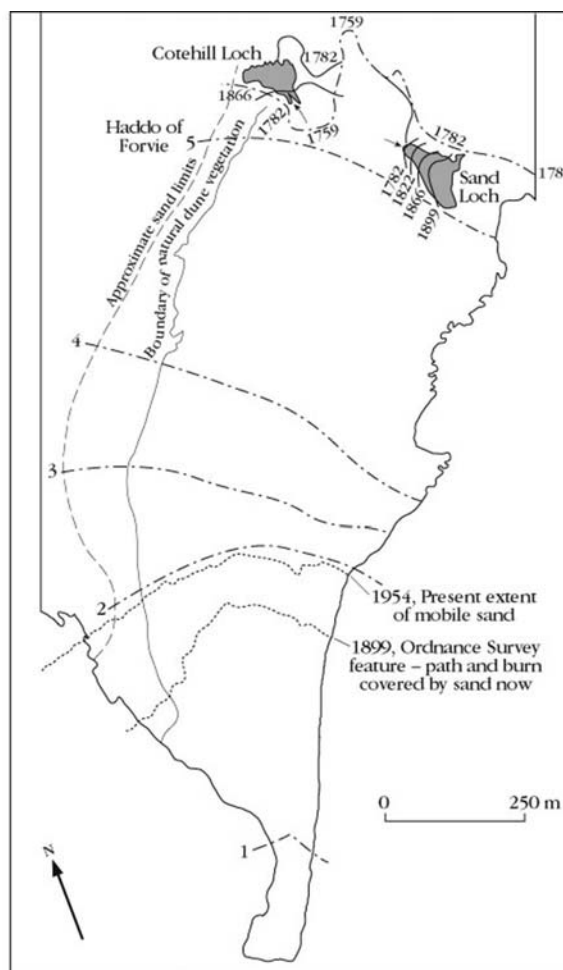 1759
Cotehill Loch
1782
1866
1782
1759
Haddo of
Forvie
5
1782
178
Sand
Loch
1782
1822
1866
1899
Approximate sand limits
Boundary of natural dune vegetation
4
3
2
1954, Present extent
of mobile sand
1899, Ordnance Survey
feature – path and burn
covered by sand now
0 250 m
1
N